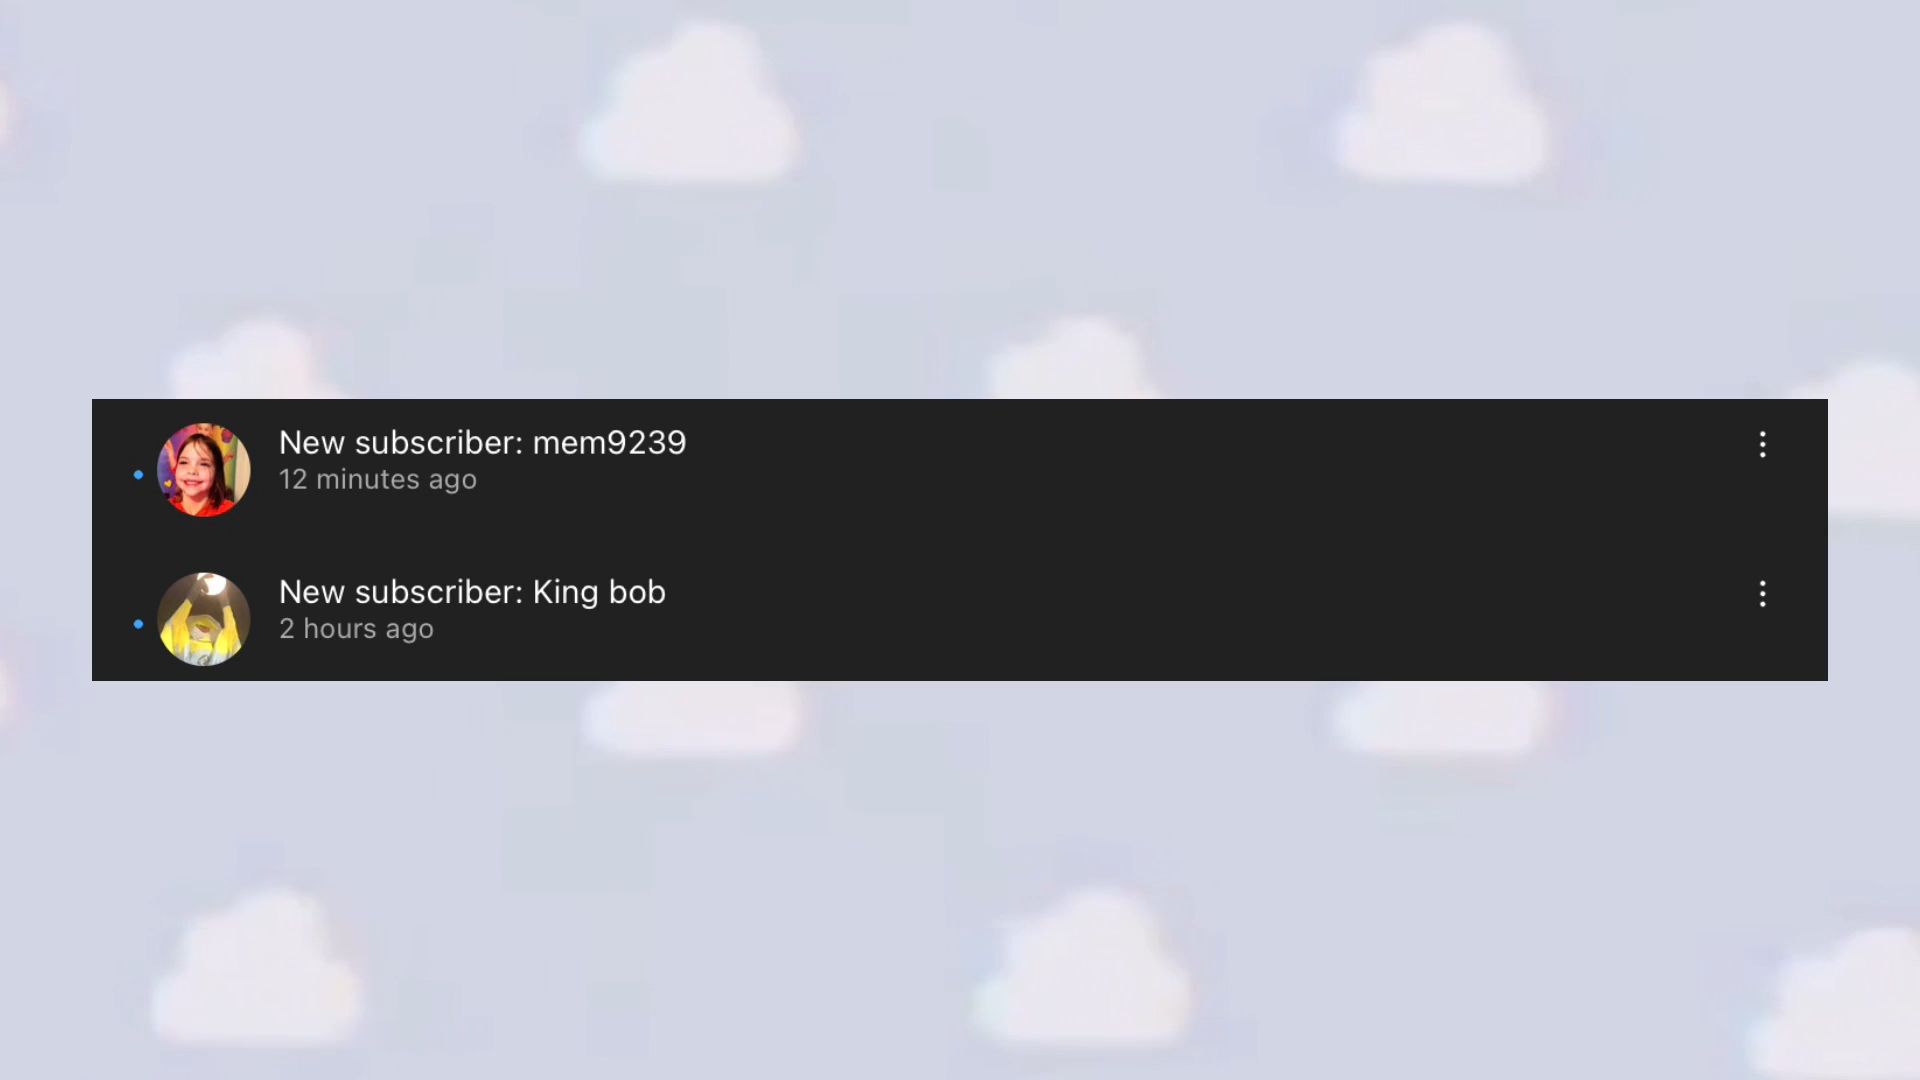 New subscriber: mem9239
12 minutes ago
New subscriber: King bob
2 hours ago